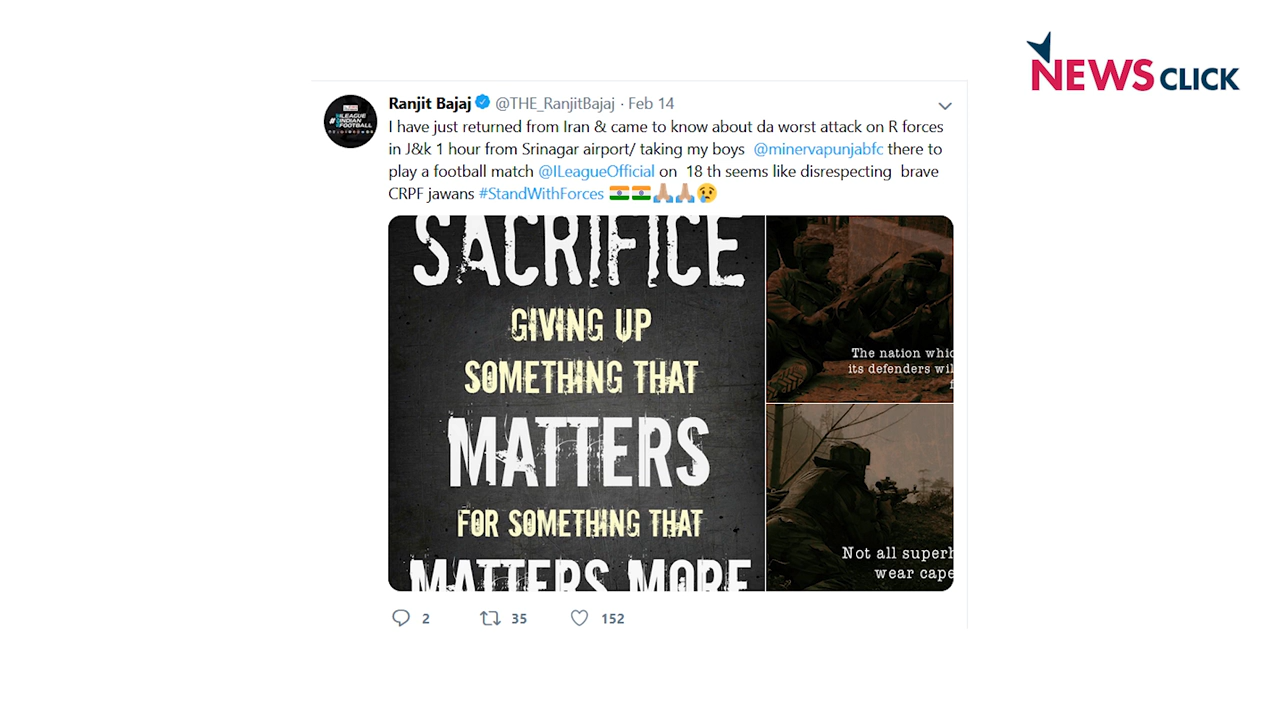 NEWSCLICK
Ranjit Bajaj @THE_RanjitBajaj · Feb 14
I have just returned from Iran & came to know about da worst attack on R forces
in J&k 1 hour from Srinagar airport/ taking my boys @minervapunjabfc there to
play a football match @ILeagueOfficial on 18 th seems like disrespecting brave
CRPF jawans #StandWithForces 🇮🇳🇮🇳🙏🏽🙏🏽😢
SACRIFICE
GIVING UP
SOMETHING THAT
MATTERS
FOR SOMETHING THAT
MATTERS MORE
The nation whic
its defenders wil
f
Not all superh
wear cape
2 35 152